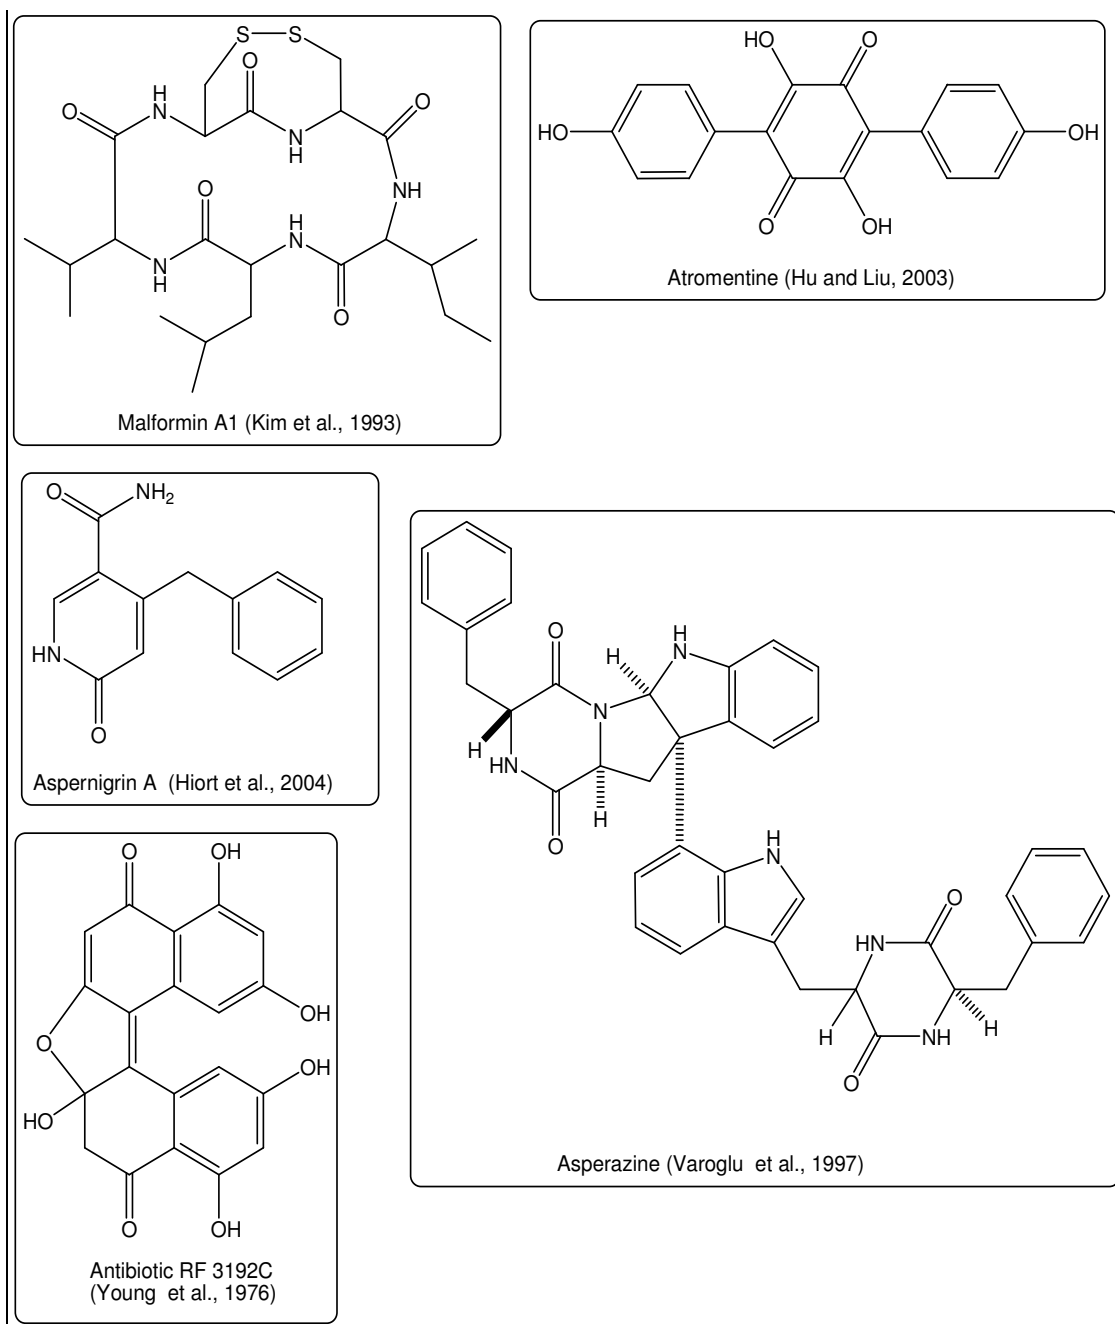 S S
O
O
H
N
O
N
H
NH
O
H
N
O
N
H
O
Malformin A1 (Kim et al., 1993)
HO
O
HO
OH
O
OH
Atromentine (Hu and Liu, 2003)
O
NH2
HN
O
Aspernigrin A (Hiort et al., 2004)
O
H
H
N
N
H
HN
H
O
H
N
O
HN
H
NH
H
O
Asperazine (Varoglu et al., 1997)
O
OH
OH
O
OH
HO
O
OH
Antibiotic RF 3192C
(Young et al., 1976)